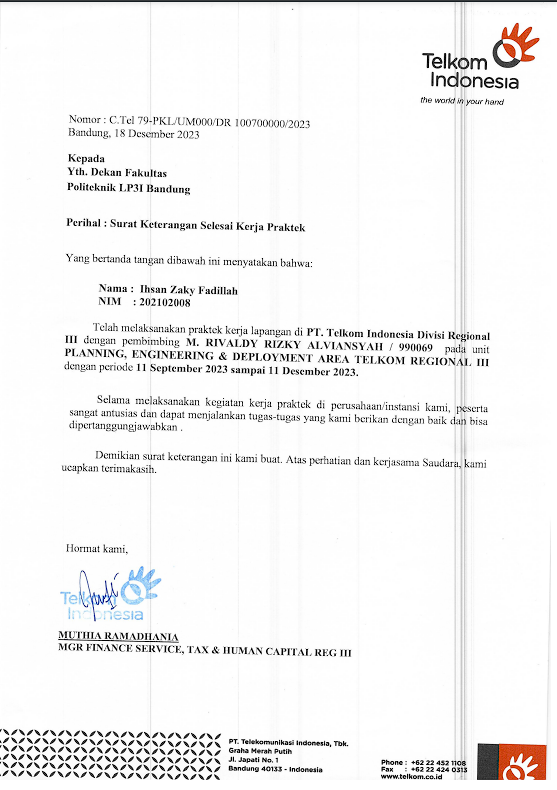 Telkom
Indonesia
the world in your hand
Nomor : C.Tel 79-PKL/UM000/DR 100700000/2023
Bandung, 18 Desember 2023
Kepada
Yth. Dekan Fakultas
Politeknik LP3I Bandung
Perihal : Surat Keterangan Selesai Kerja Praktek
Yang bertanda tangan dibawah ini menyatakan bahwa:
Nama : Ihsan Zaky Fadillah
NIM : 202102008
Telah melaksanakan praktek kerja lapangan di PT. Telkom Indonesia Divisi Regional
III dengan pembimbing M. RIVALDY RIZKY ALVIANSYAH / 990069 pada unit
PLANNING, ENGINEERING & DEPLOYMENT AREA TELKOM REGIONAL III
dengan periode 11 September 2023 sampai 11 Desember 2023.
Selama melaksanakan kegiatan kerja praktek di perusahaan/instansi kami, peserta
sangat antusias dan dapat menjalankan tugas-tugas yang kami berikan dengan baik dan bisa
dipertanggungjawabkan .
Demikian surat keterangan ini kami buat. Atas perhatian dan kerjasama Saudara, kami
ucapkan terimakasih.
Hormat kami,
Telkom
Indonesia
MUTHIA RAMADHANIA
MGR FINANCE SERVICE, TAX & HUMAN CAPITAL REG III
PT. Telekomunikasi Indonesia, Tbk.
Graha Merah Putih
Jl. Japati No. 1
Bandung 40133 - Indonesia
Phone : +62 22 452 1108
Fax : +62 22 424 0313
www.telkom.co.id